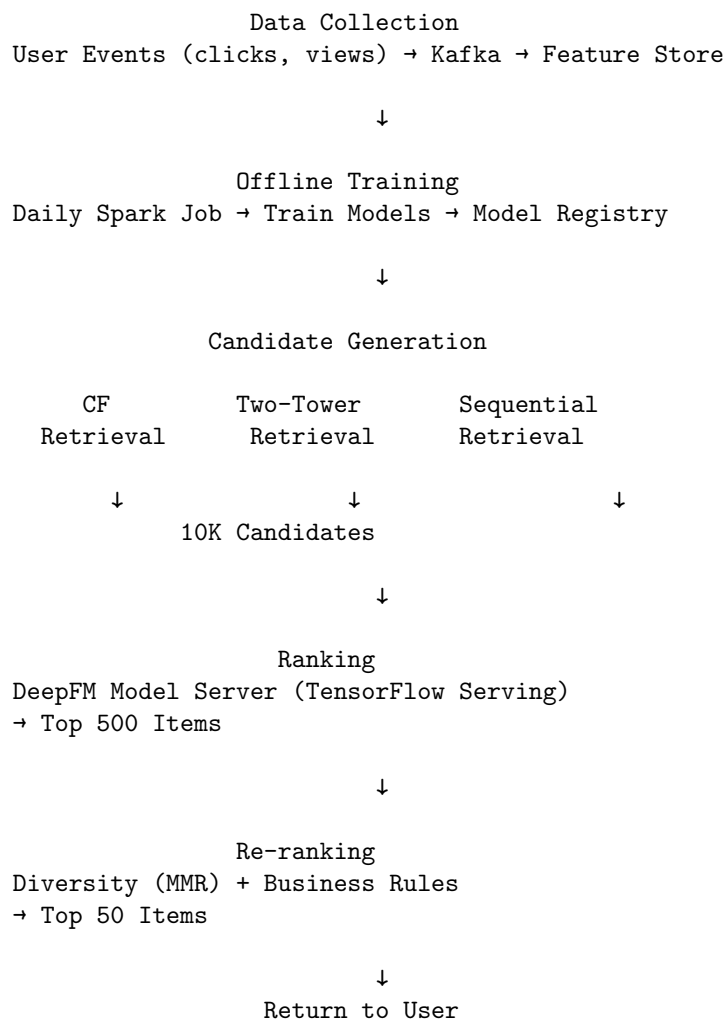 Data Collection
User Events (clicks, views) → Kafka → Feature Store
↓
Offline Training
Daily Spark Job → Train Models → Model Registry
↓
Candidate Generation
CF Two-Tower Sequential
Retrieval Retrieval Retrieval
↓ ↓ ↓
10K Candidates
↓
Ranking
DeepFM Model Server (TensorFlow Serving)
→ Top 500 Items
↓
Re-ranking
Diversity (MMR) + Business Rules
→ Top 50 Items
↓
Return to User